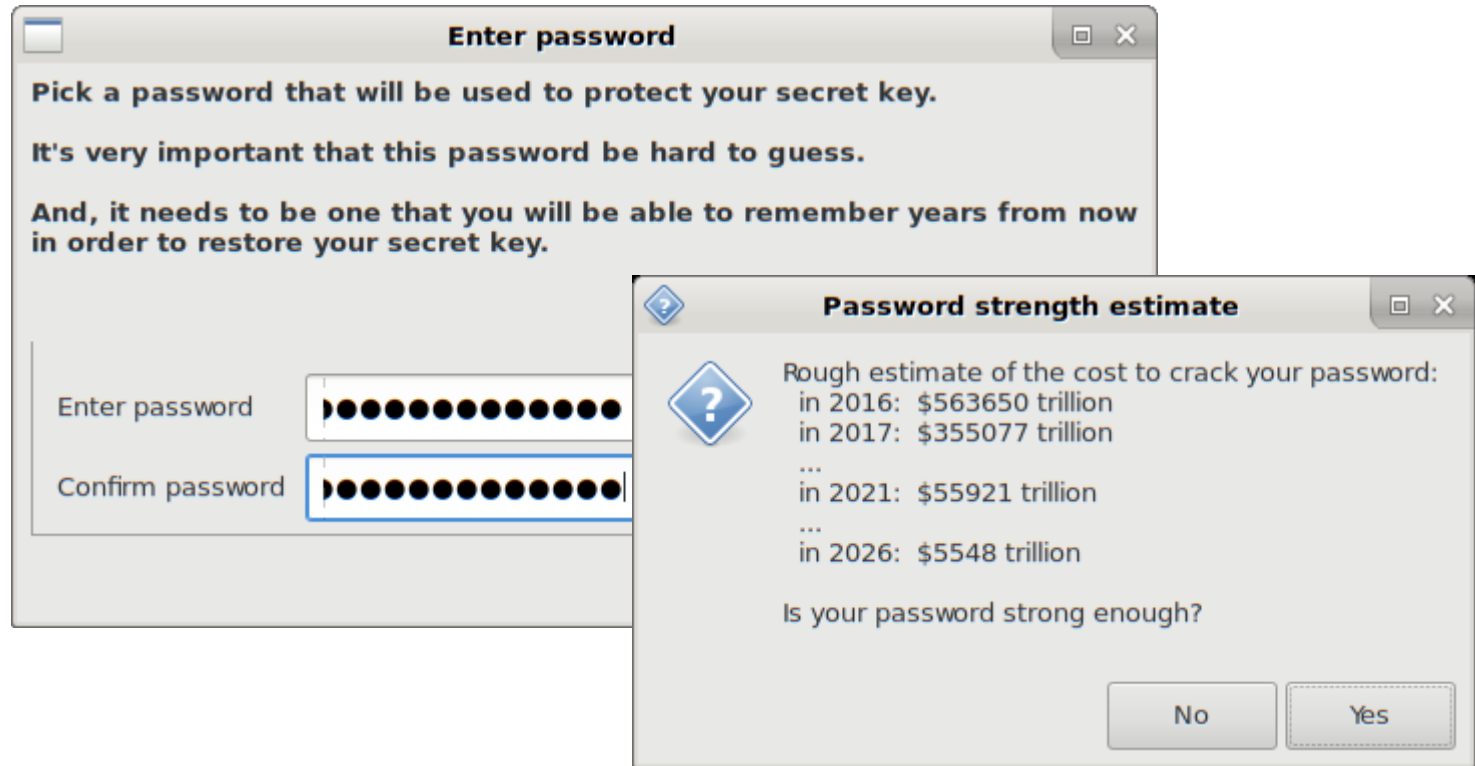 Enter password
Pick a password that will be used to protect your secret key.
It's very important that this password be hard to guess.
And, it needs to be one that you will be able to remember years from now
in order to restore your secret key.
Enter password
Confirm password
Password strength estimate
Rough estimate of the cost to crack your password:
in 2016: $563650 trillion
in 2017: $355077 trillion
...
in 2021: $55921 trillion
...
in 2026: $5548 trillion
Is your password strong enough?
No
Yes